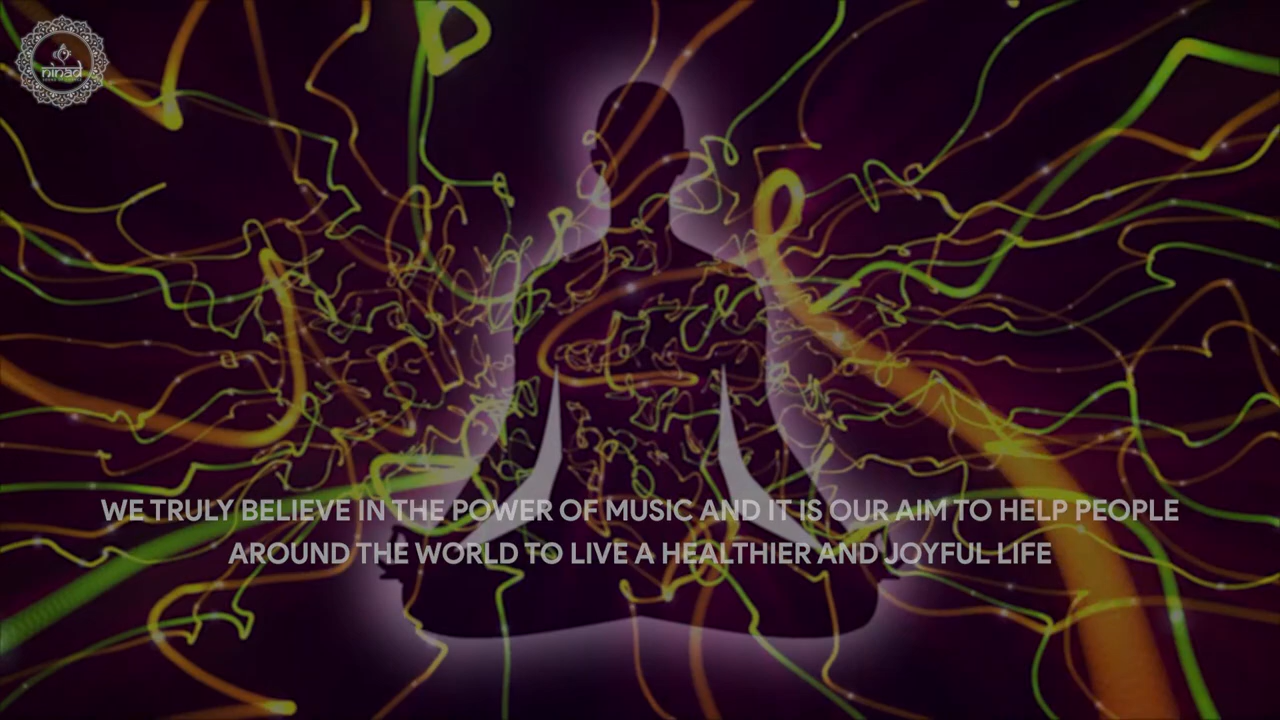 ninad
WE TRULY BELIEVE IN THE POWER OF MUSIC AND IT IS OUR AIM TO HELP PEOPLE
AROUND THE WORLD TO LIVE A HEALTHIER AND JOYFUL LIFE